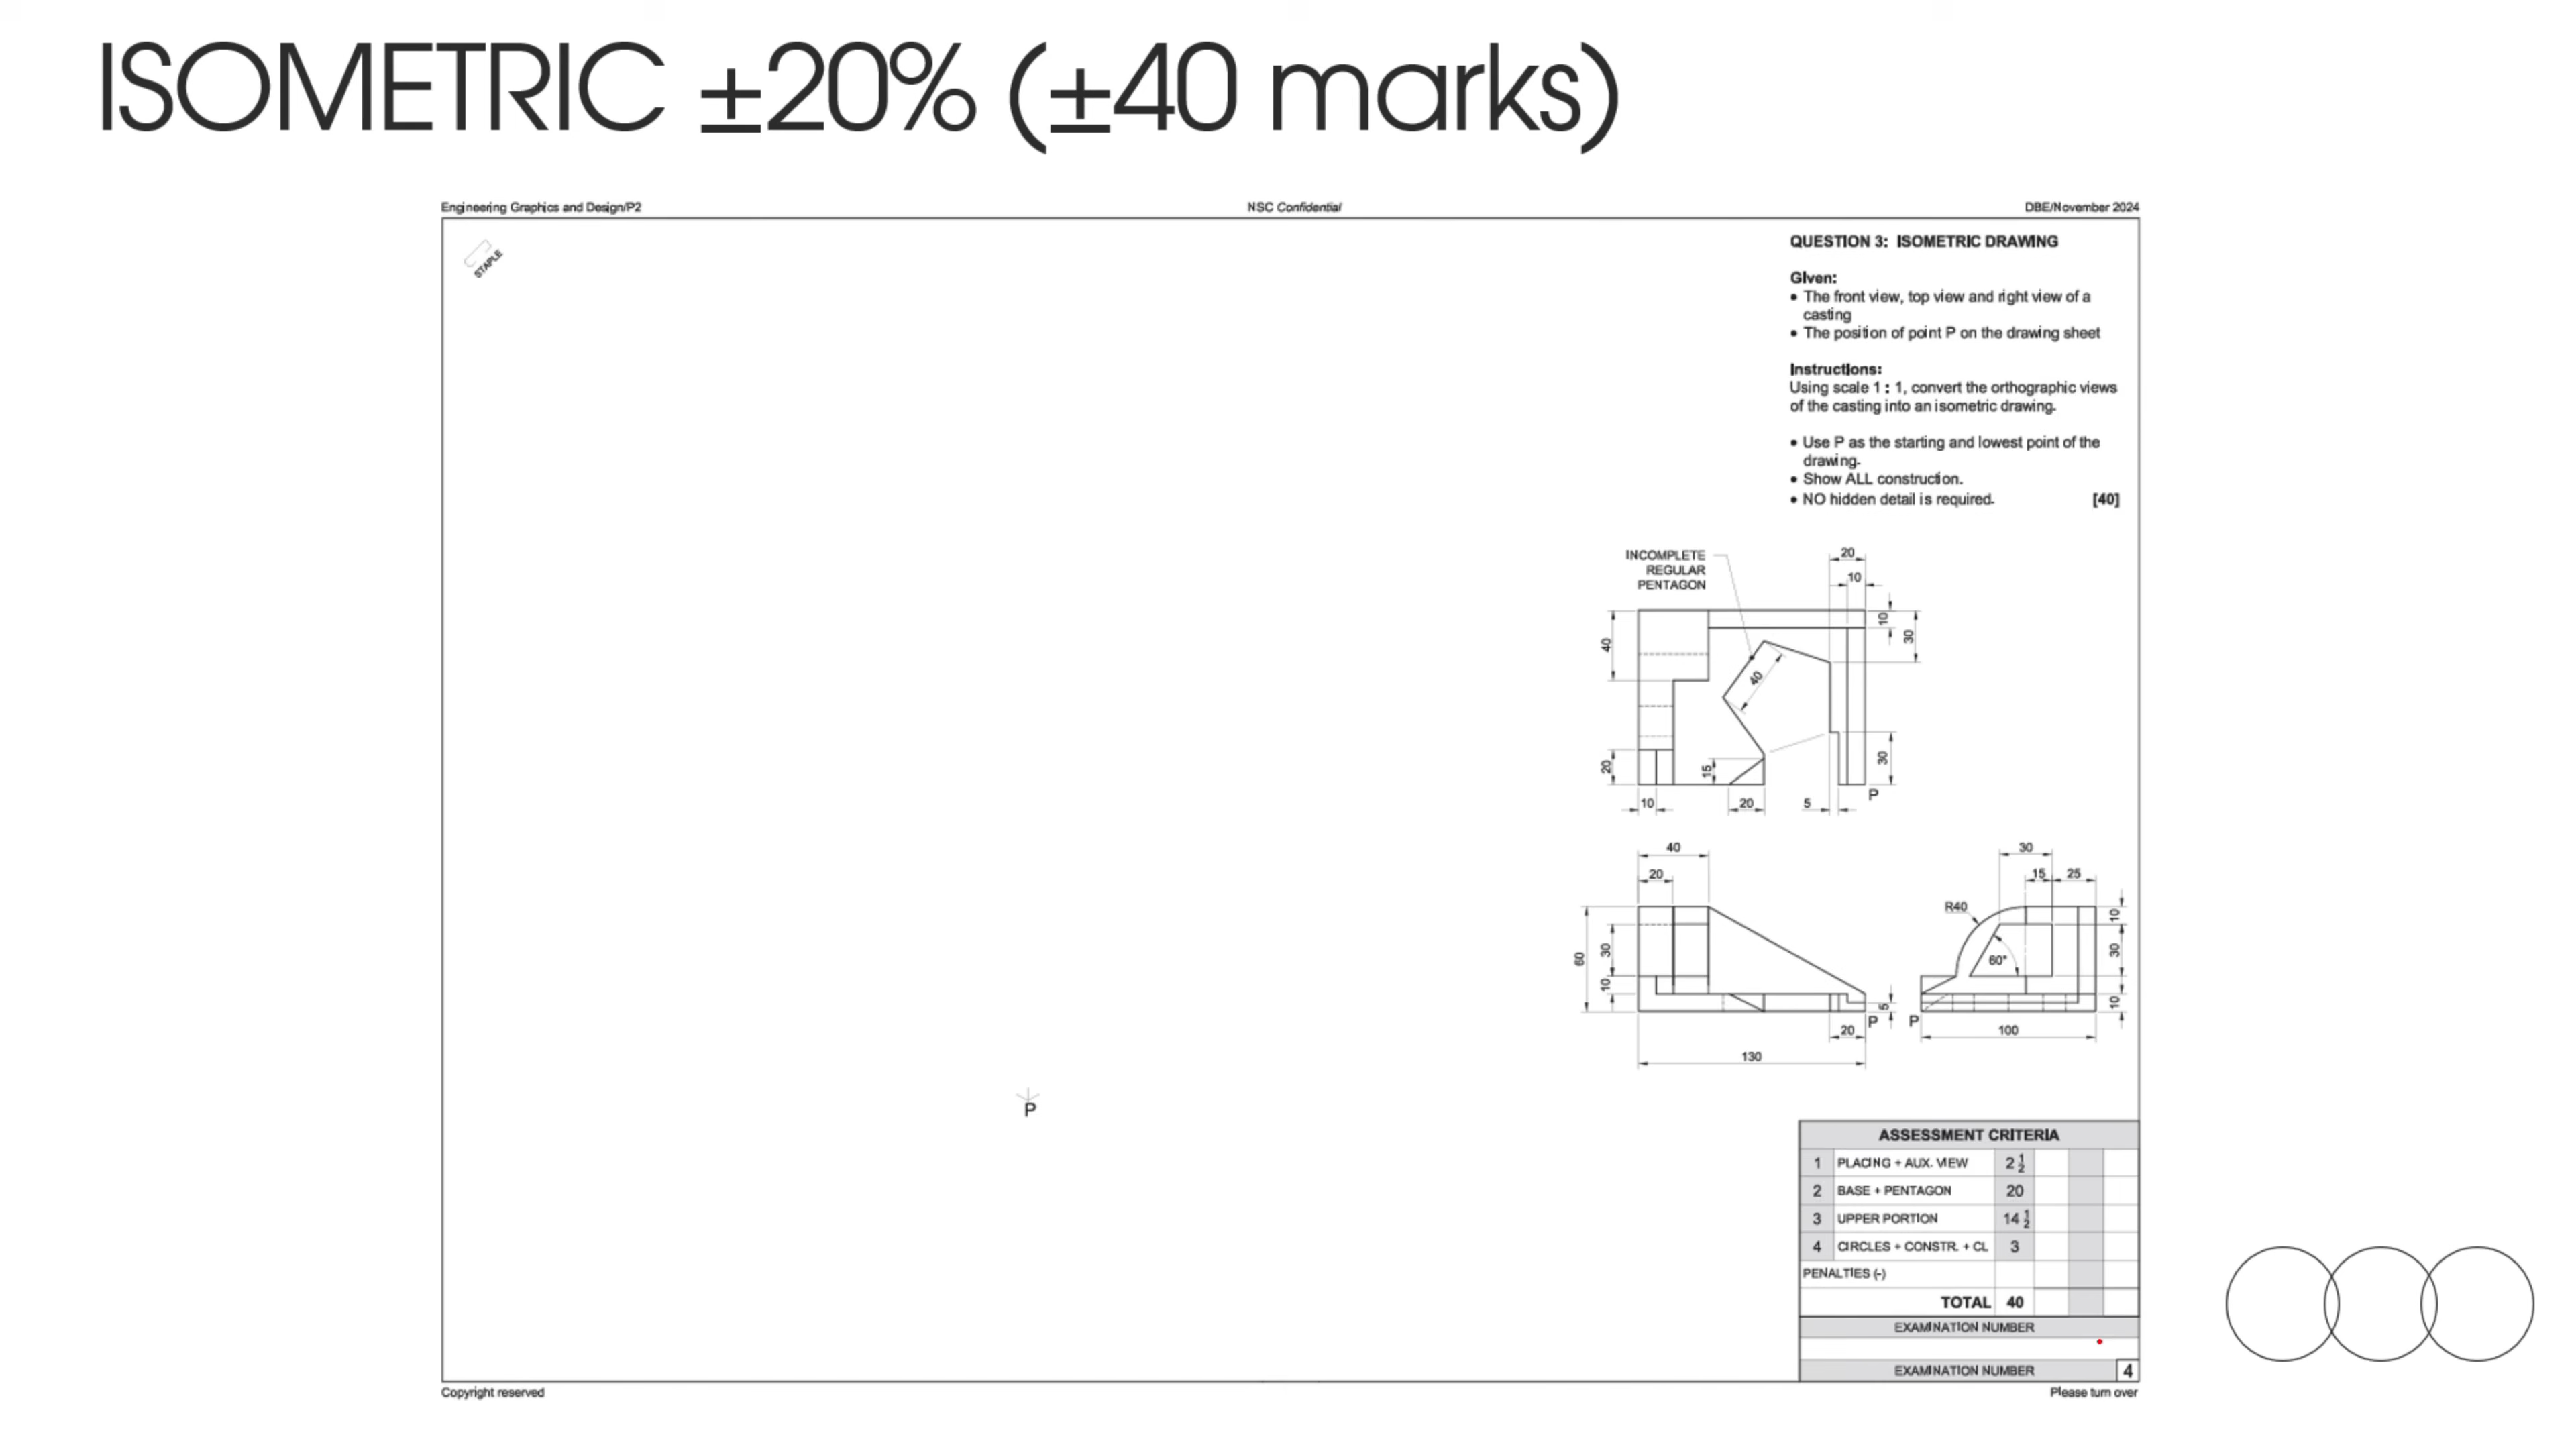 ISOMETRIC ±20% (±40 marks)
Engineering Graphics and Design/P2
NSC Confidential
DBE/November 2024
STAPLE
QUESTION 3: ISOMETRIC DRAWING
Given:
• The front view, top view and right view of a
casting
• The position of point P on the drawing sheet
Instructions:
Using scale 1 : 1, convert the orthographic views
of the casting into an isometric drawing.
• Use P as the starting and lowest point of the
drawing.
• Show ALL construction.
• NO hidden detail is required.
[40]
INCOMPLETE
REGULAR
PENTAGON
20
10
40
10
30
40
20
15
30
10
20
5
P
40
20
60
30
10
5
20
P
130
30
15
25
R40
60°
10
30
10
P
100
P
ASSESSMENT CRITERIA
1 PLACING + AUX. VIEW 2 1/2
2 BASE + PENTAGON 20
3 UPPER PORTION 14 1/2
4 CIRCLES + CONSTR. + CL 3
PENALTIES (-)
TOTAL 40
EXAMINATION NUMBER
EXAMINATION NUMBER
4
Copyright reserved
Please turn over